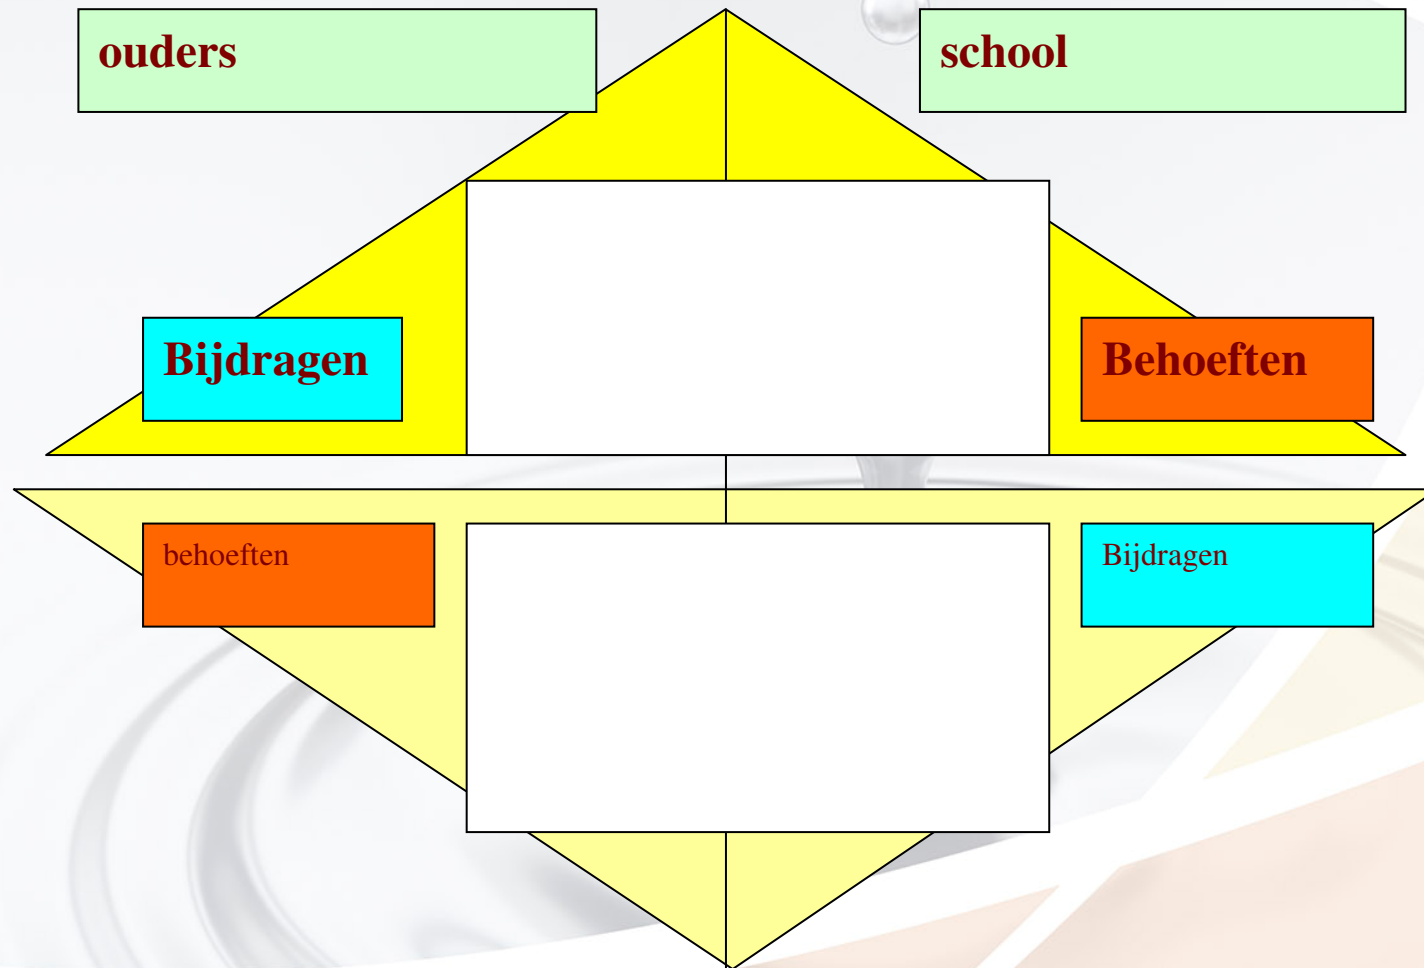 ouders
school
Bijdragen
Behoeften
behoeften
Bijdragen